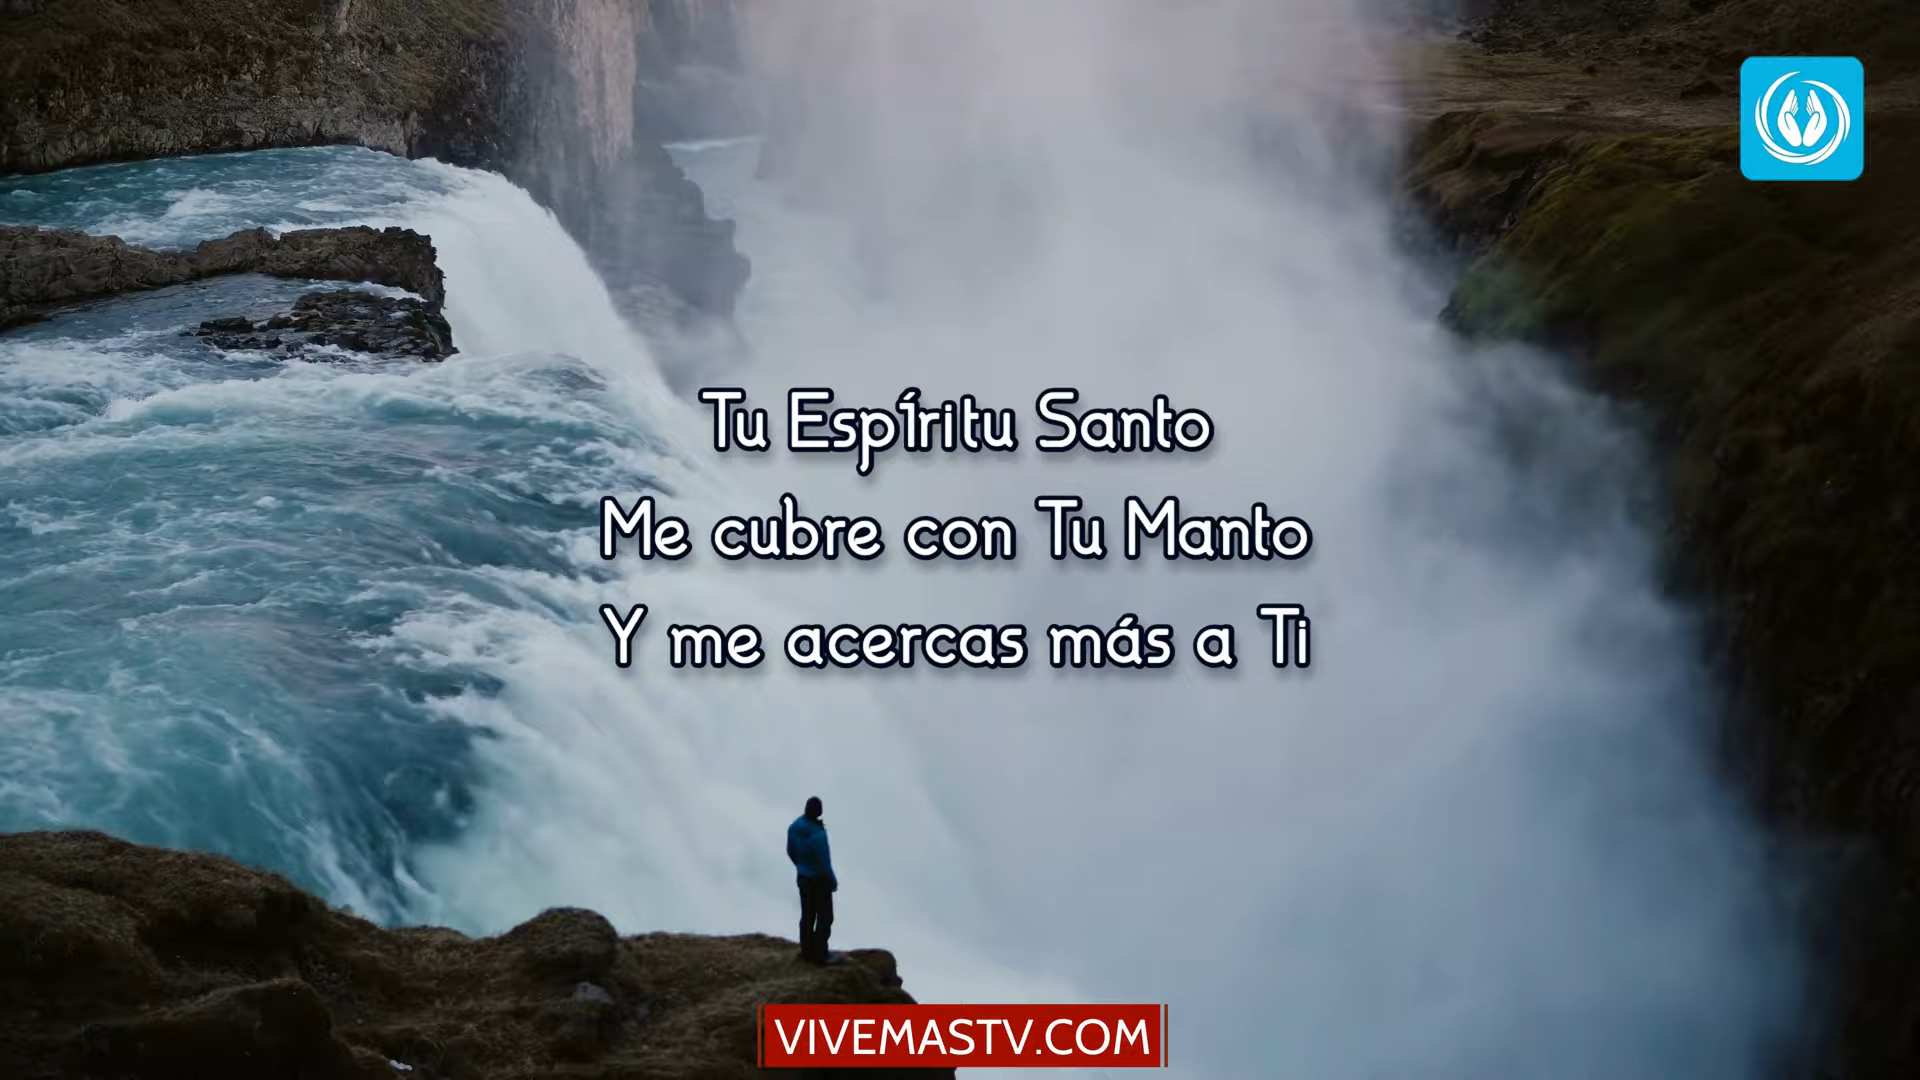 Tu Espíritu Santo
Me cubre con Tu Manto
Y me acercas más a Ti
VIVEMASTV.COM